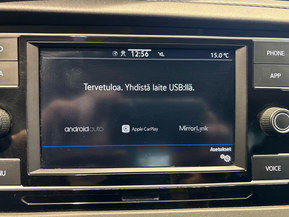 12:56
15.0°C
PHONE
APP
Tervetuloa. Yhdistä laite USB:llä.
androidauto
Apple CarPlay
MirrorLink
Asetukset
VOICE